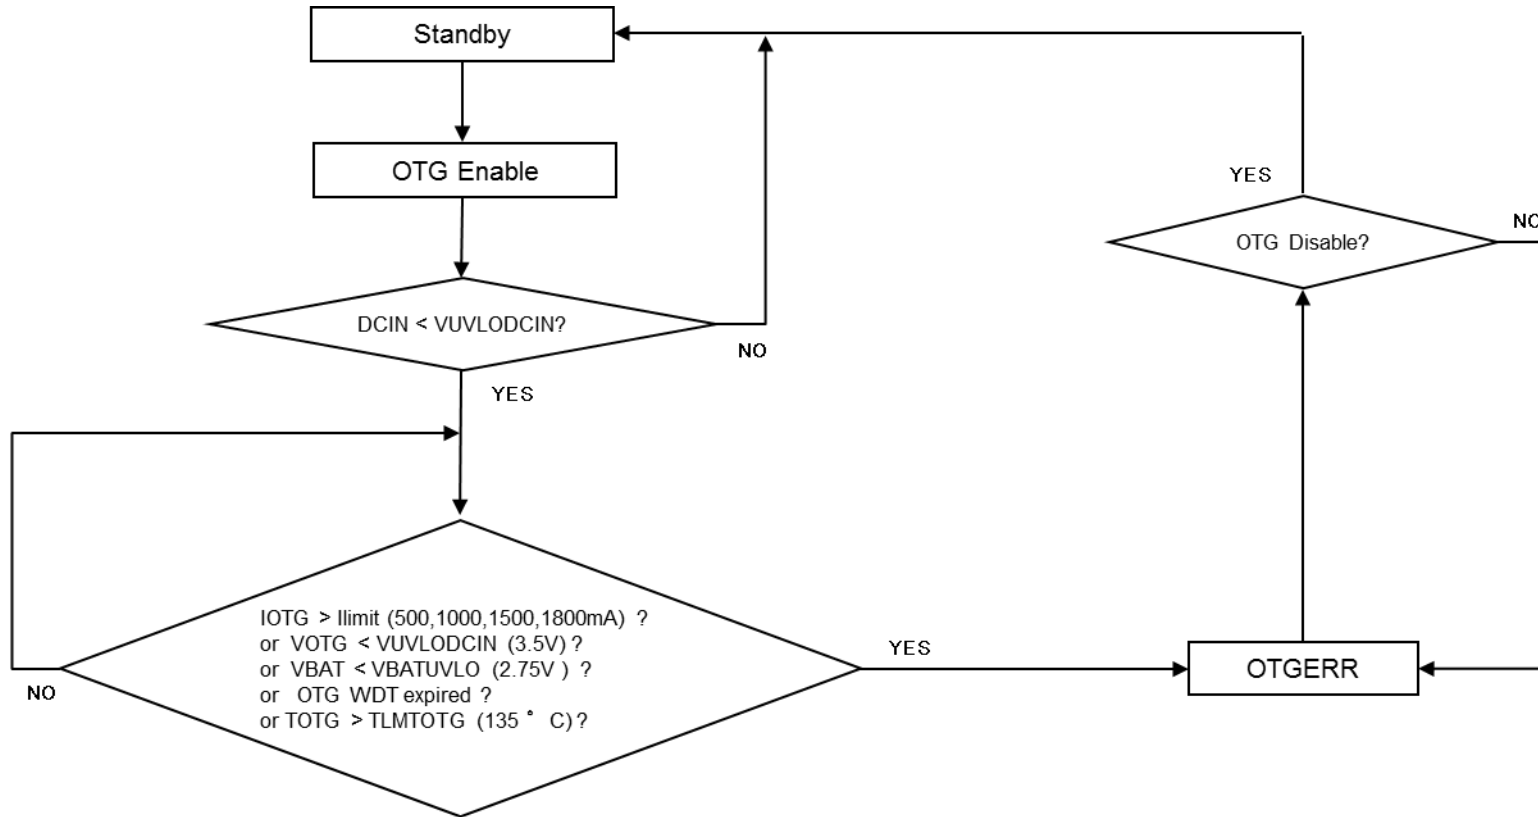 Standby
OTG Enable
YES
OTG Disable?
NO
DCIN < VUVLODCIN?
NO
YES
IOTG > Ilimit (500,1000,1500,1800mA) ?
or VOTG < VUVLODCIN (3.5V) ?
or VBAT < VBATUVLO (2.75V ) ?
or OTG WDT expired ?
or TOTG > TLMTOTG (135 ° C) ?
NO
YES
OTGERR